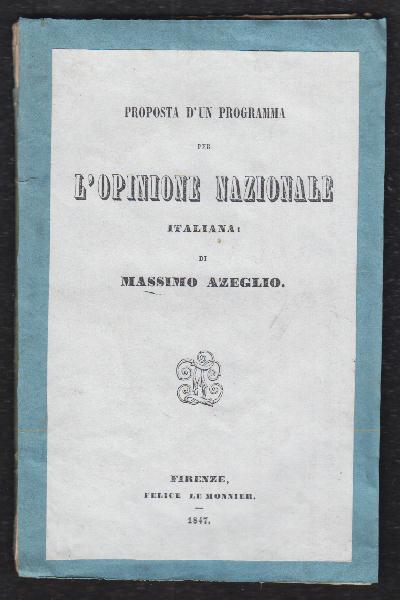 PROPOSTA D'UN PROGRAMMA
PER
L'OPINIONE NAZIONALE
ITALIANA:
DI
MASSIMO AZEGLIO.
FIRENZE,
FELICE LE MONNIER.
—
1847.